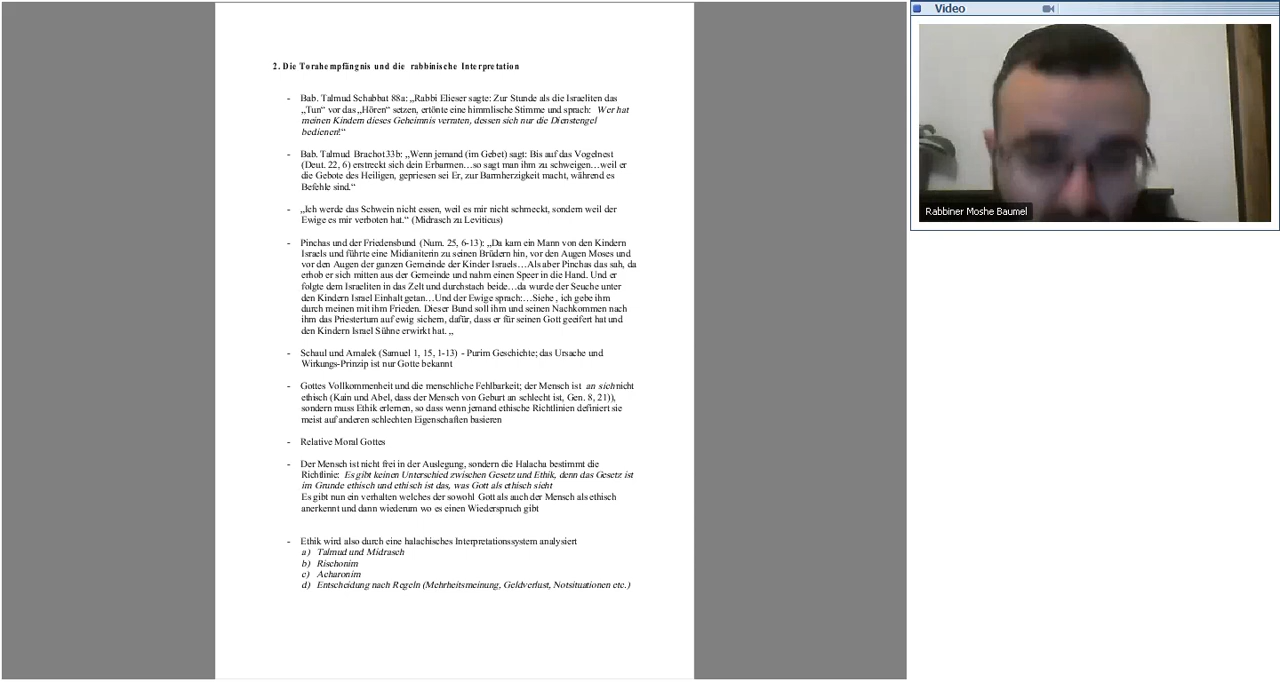 2. Die Torahempfängnis und die rabbinische Interpretation
- Bab. Talmud Schabbat 88a: „Rabbi Elieser sagte: Zur Stunde als die Israeliten das
„Tun“ vor das „Hören“ setzen, ertönte eine himmlische Stimme und sprach: Wer hat
meinen Kindern dieses Geheimnis verraten, dessen sich nur die Dienstengel
bedienen!“
- Bab. Talmud Brachot 33b: „Wenn jemand (im Gebet) sagt: Bis auf das Vogelnest
(Deut. 22, 6) erstreckt sich dein Erbarmen…so sagt man ihm zu schweigen…weil er
die Gebote des Heiligen, gepriesen sei Er, zur Barmherzigkeit macht, während es
Befehle sind.“
- „Ich werde das Schwein nicht essen, weil es mir nicht schmeckt, sondern weil der
Ewige es mir verboten hat.“ (Midrasch zu Leviticus)
- Pinchas und der Friedensbund (Num. 25, 6-13): „Da kam ein Mann von den Kindern
Israels und führte eine Midianiterin zu seinen Brüdern hin, vor den Augen Moses und
vor den Augen der ganzen Gemeinde der Kinder Israels…Als aber Pinchas das sah, da
erhob er sich mitten aus der Gemeinde und nahm einen Speer in die Hand. Und er
folgte dem Israeliten in das Zelt und durchstach beide…da wurde der Seuche unter
den Kindern Israel Einhalt getan…Und der Ewige sprach:…Siehe , ich gebe ihm
durch meinen mit ihm Frieden. Dieser Bund soll ihm und seinen Nachkommen nach
ihm das Priestertum auf ewig sichern, dafür, dass er für seinen Gott geeifert hat und
den Kindern Israel Sühne erwirkt hat. „
- Schaul und Amalek (Samuel 1, 15, 1-13) - Purim Geschichte; das Ursache und
Wirkungs-Prinzip ist nur Gotte bekannt
- Gottes Vollkommenheit und die menschliche Fehlbarkeit; der Mensch ist an sich nicht
ethisch (Kain und Abel, dass der Mensch von Geburt an schlecht ist, Gen. 8, 21)),
sondern muss Ethik erlernen, so dass wenn jemand ethische Richtlinien definiert sie
meist auf anderen schlechten Eigenschaften basieren
- Relative Moral Gottes
- Der Mensch ist nicht frei in der Auslegung, sondern die Halacha bestimmt die
Richtlinie: Es gibt keinen Unterschied zwischen Gesetz und Ethik, denn das Gesetz ist
im Grunde ethisch und ethisch ist das, was Gott als ethisch sieht
Es gibt nun ein verhalten welches der sowohl Gott als auch der Mensch als ethisch
anerkennt und dann wiederum wo es einen Wiederspruch gibt
- Ethik wird also durch eine halachisches Interpretationssystem analysiert
a) Talmud und Midrasch
b) Rischonim
c) Acharonim
d) Entscheidung nach Regeln (Mehrheitsmeinung, Geldverlust, Notsituationen etc.)
Video
Rabbiner Moshe Baumel